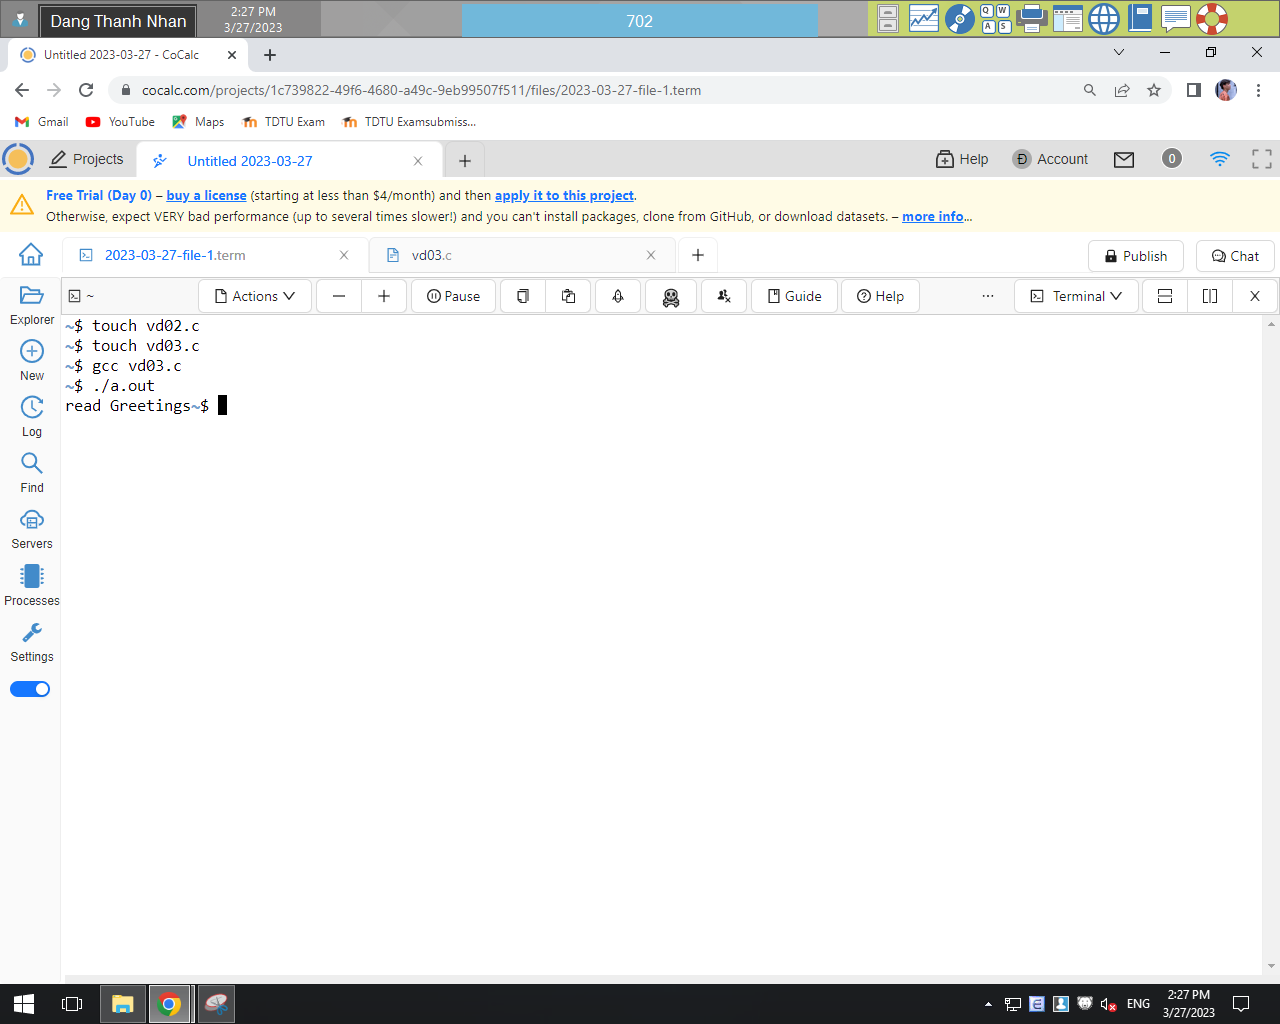 Dang Thanh Nhan
2:27 PM
3/27/2023
702
Q W
A S
Untitled 2023-03-27 - CoCalc
cocalc.com/projects/1c739822-49f6-4680-a49c-9eb99507f511/files/2023-03-27-file-1.term
Gmail YouTube Maps TDTU Exam TDTU Examsubmiss...
Projects Untitled 2023-03-27 Help Account 0
Free Trial (Day 0) – buy a license (starting at less than $4/month) and then apply it to this project.
Otherwise, expect VERY bad performance (up to several times slower!) and you can't install packages, clone from GitHub, or download datasets. – more info...
2023-03-27-file-1.term vd03.c Publish Chat
~ Actions Pause Guide Help ... Terminal
Explorer
New
Log
Find
Servers
Processes
Settings
~$ touch vd02.c
~$ touch vd03.c
~$ gcc vd03.c
~$ ./a.out
read Greetings~$
ENG
2:27 PM
3/27/2023